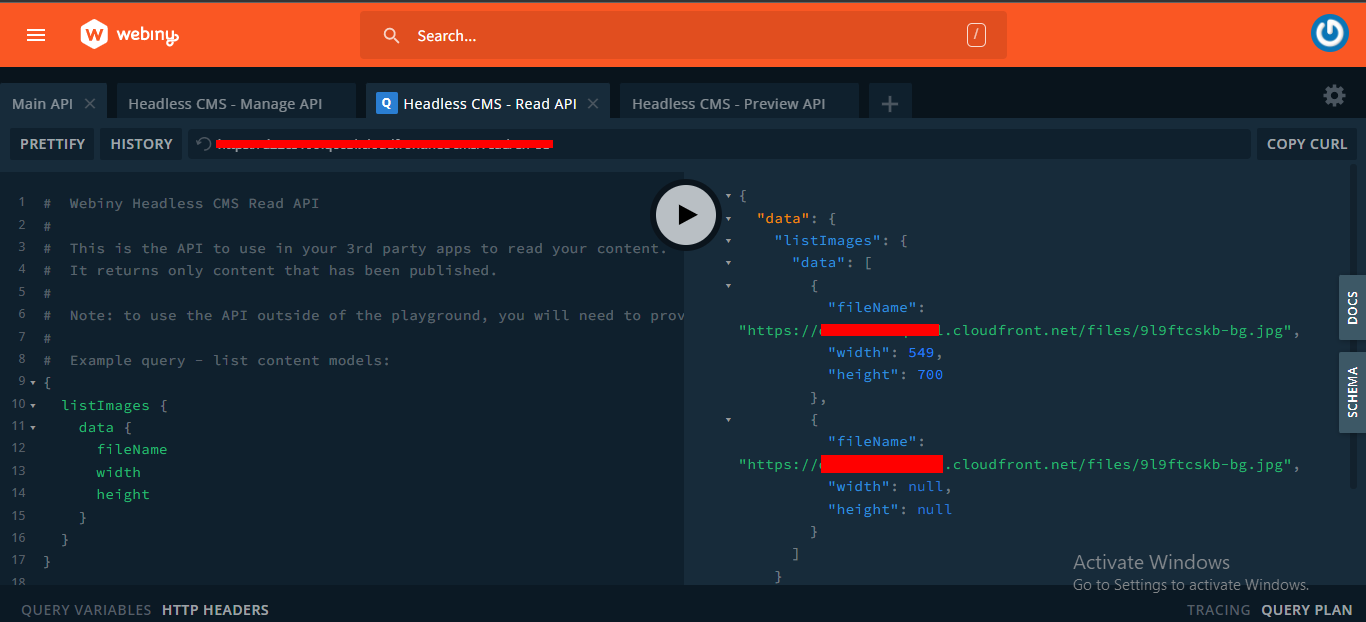 webiny
Search...
/
Main API
Headless CMS - Manage API
Q Headless CMS - Read API
Headless CMS - Preview API
PRETTIFY
HISTORY
COPY CURL
1 # Webiny Headless CMS Read API
2 #
3 # This is the API to use in your 3rd party apps to read your content.
4 # It returns only content that has been published.
5 #
6 # Note: to use the API outside of the playground, you will need to prov
7 #
8 # Example query - list content models:
9 {
10 listImages {
11 data {
12 fileName
13 width
14 height
15 }
16 }
17 }
18
{
"data": {
"listImages": {
"data": [
{
"fileName":
"https://
.cloudfront.net/files/9l9ftcskb-bg.jpg",
"width": 549,
"height": 700
},
{
"fileName":
"https://
.cloudfront.net/files/9l9ftcskb-bg.jpg",
"width": null,
"height": null
}
]
}
DOCS
SCHEMA
Activate Windows
Go to Settings to activate Windows.
QUERY VARIABLES
HTTP HEADERS
TRACING
QUERY PLAN